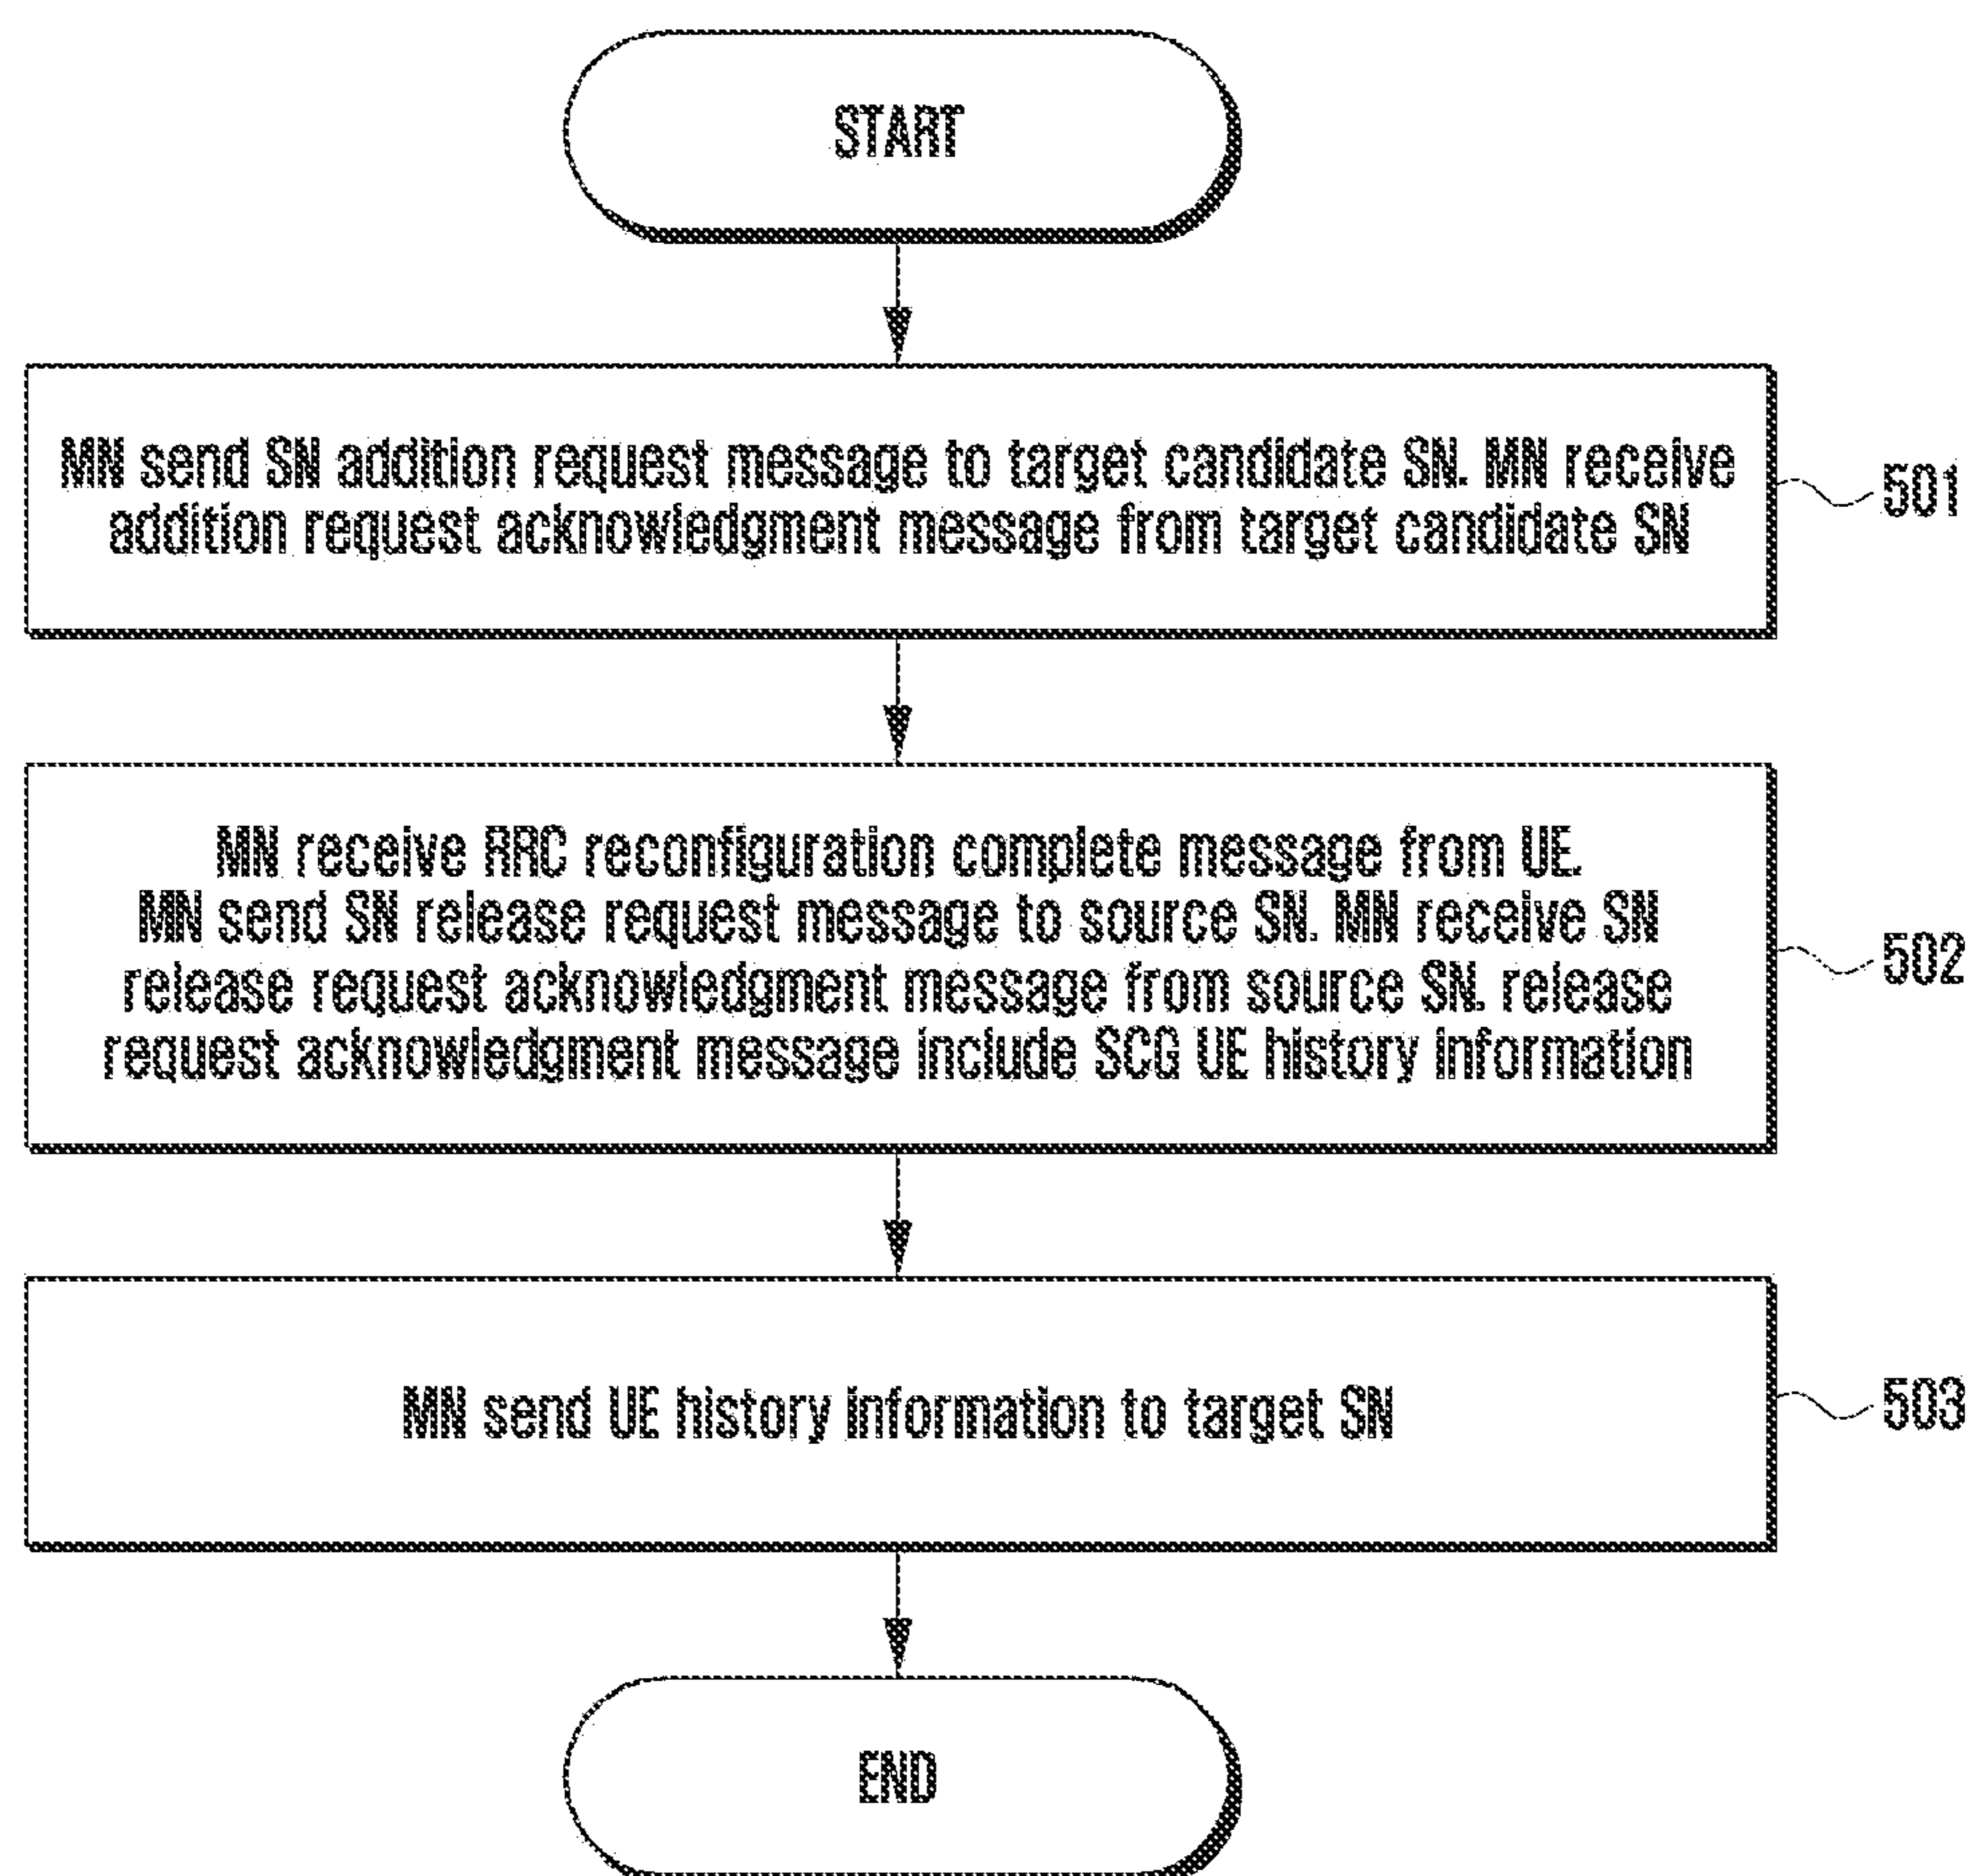 START
MN send SN addition request message to target candidate SN. MN receive
addition request acknowledgment message from target candidate SN
501
MN receive RRC reconfiguration complete message from UE.
MN send SN release request message to source SN. MN receive SN
release request acknowledgment message from source SN. release
request acknowledgment message include SCG UE history information
502
MN send UE history information to target SN
503
END